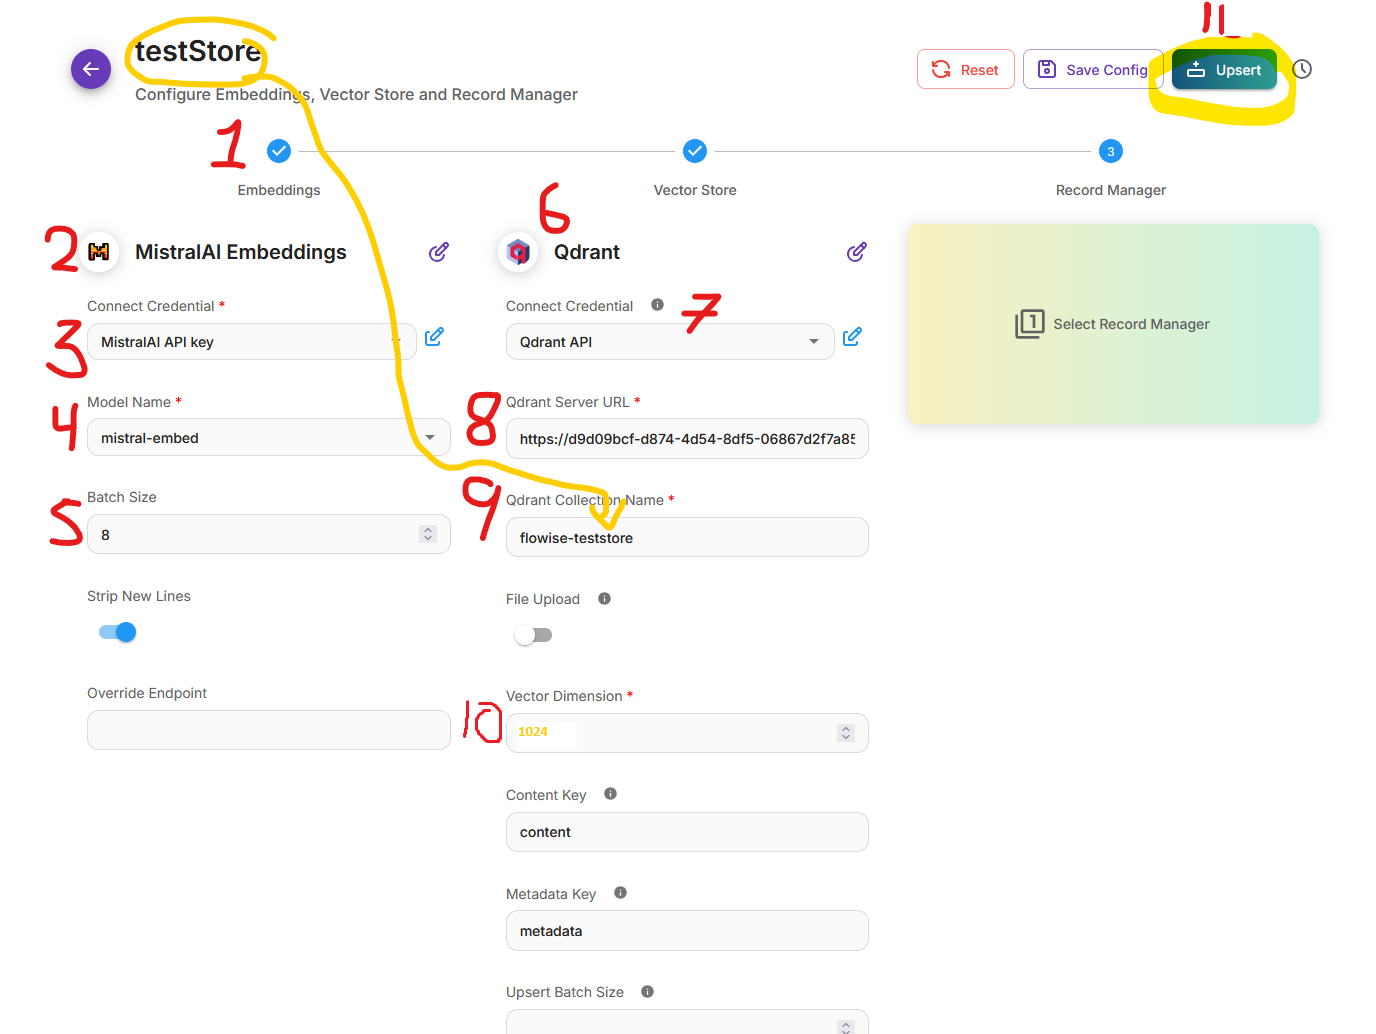 11
testStore
Reset
Save Config
Upsert
Configure Embeddings, Vector Store and Record Manager
1
3
Embeddings
Vector Store
Record Manager
2
MistralAI Embeddings
6
Qdrant
Connect Credential *
Connect Credential
7
3
MistralAI API key
Qdrant API
1
Select Record Manager
4
Model Name *
mistral-embed
8
Qdrant Server URL *
https://d9d09bcf-d874-4d54-8df5-06867d2f7a85
5
Batch Size
8
9
Qdrant Collection Name *
flowise-teststore
Strip New Lines
File Upload
Override Endpoint
10
Vector Dimension *
1024
Content Key
content
Metadata Key
metadata
Upsert Batch Size